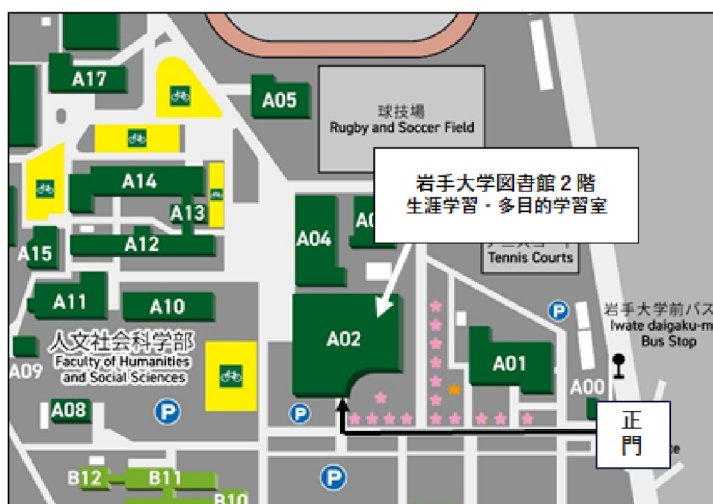 A17
A05
球技場
Rugby and Soccer Field
岩手大学図書館２階
生涯学習・多目的学習室
A14
A13
A04
A12
A15
Tennis Courts
A11
A10
P
岩手大学前バス
Iwate daigaku-m
Bus Stop
人文社会科学部
Faculty of Humanities
and Social Sciences
A02
A01
A09
A00
A08
P
P
正
門
B12
B11
P
B10